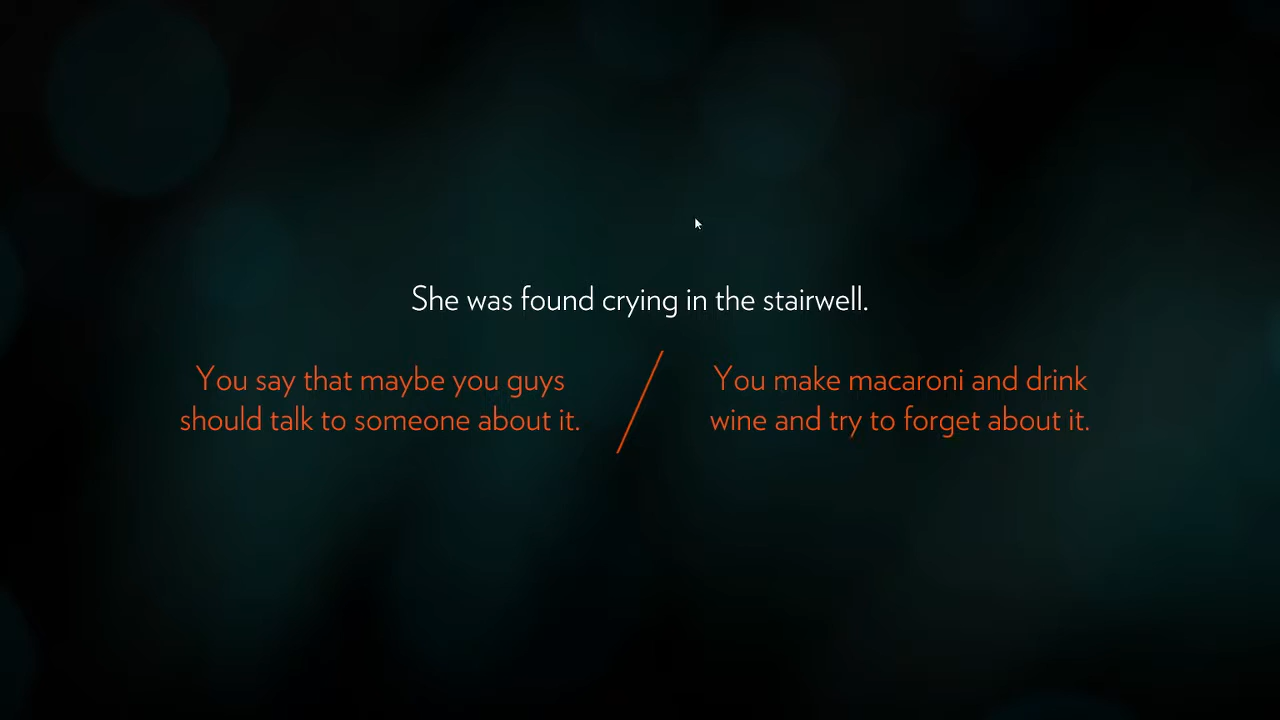 She was found crying in the stairwell.
You say that maybe you guys
should talk to someone about it.
You make macaroni and drink
wine and try to forget about it.